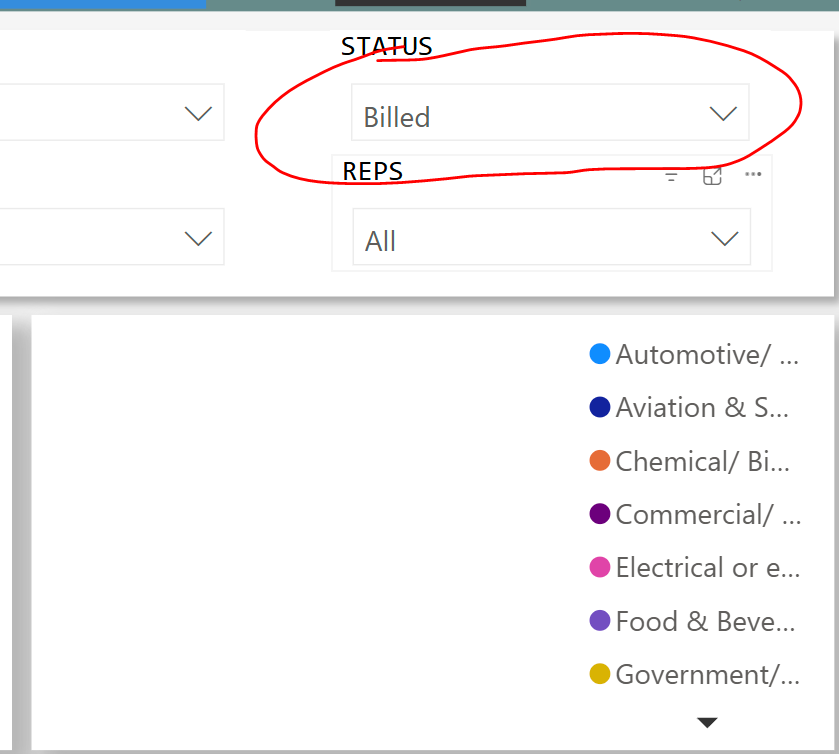 STATUS
Billed
REPS
All
Automotive/ ...
Aviation & S...
Chemical/ Bi...
Commercial/ ...
Electrical or e...
Food & Beve...
Government/...